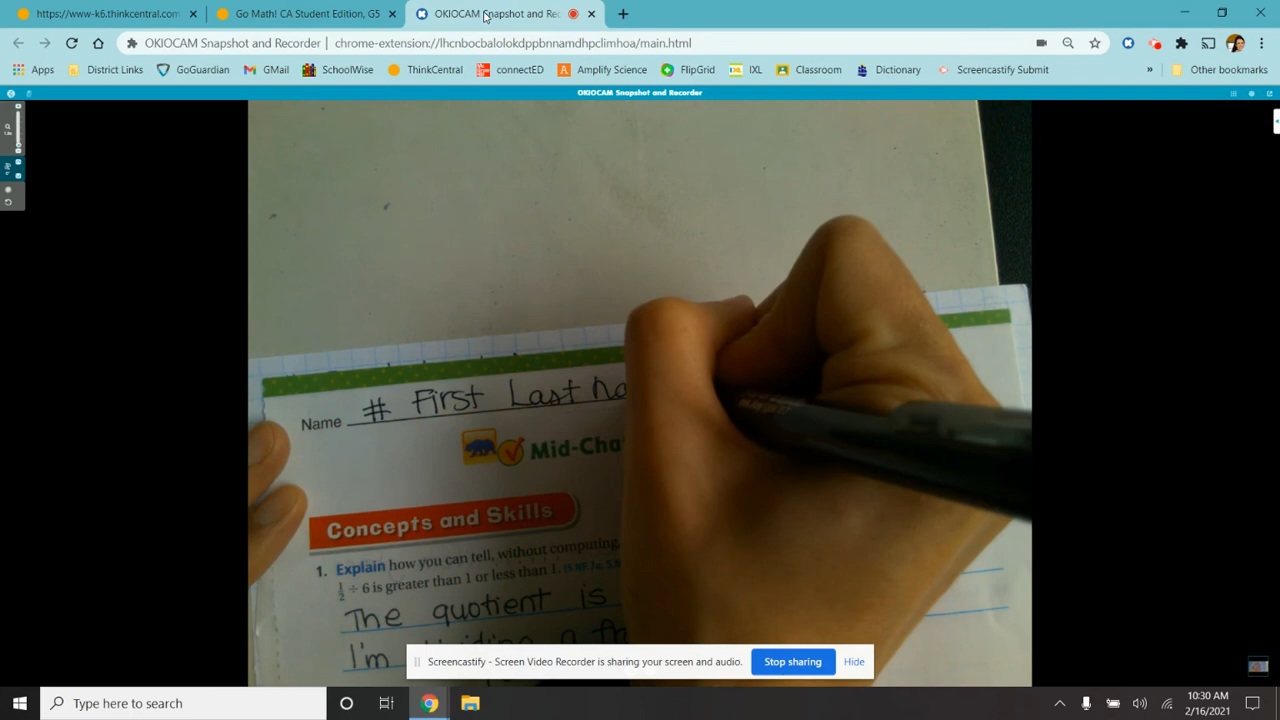 https://www-k6.thinkcentral.com
Go Math! CA Student Edition, G5
OKIOCAM Snapshot and Rec
OKIOCAM Snapshot and Recorder | chrome-extension://lhcnbocbalolokdppbnnamdhpclimhoa/main.html
Apps District Links GoGuardian GMail SchoolWise ThinkCentral connectED Amplify Science FlipGrid IXL Classroom Dictionary Screencastify Submit » Other bookmarks
OKIOCAM Snapshot and Recorder
Name # First Last na
Mid-Cha
Concepts and Skills
1. Explain how you can tell, without computing,
1/2 ÷ 6 is greater than 1 or less than 1.
The quotient is
I'm dividing a
Screencastify - Screen Video Recorder is sharing your screen and audio. Stop sharing Hide
Type here to search
10:30 AM
2/16/2021